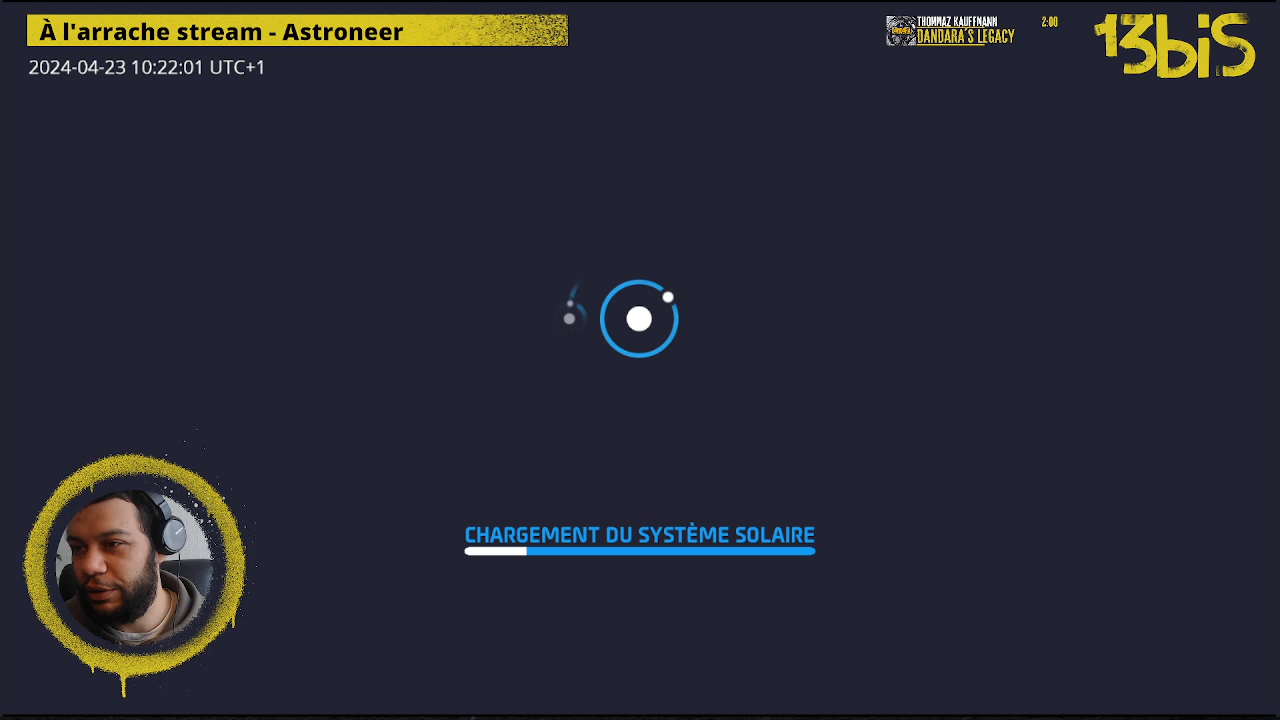 À l'arrache stream - Astroneer
2024-04-23 10:22:01 UTC+1
THOMMAZ KAUFFMANN
DANDARA'S LEGACY
2:00
13biS
CHARGEMENT DU SYSTÈME SOLAIRE